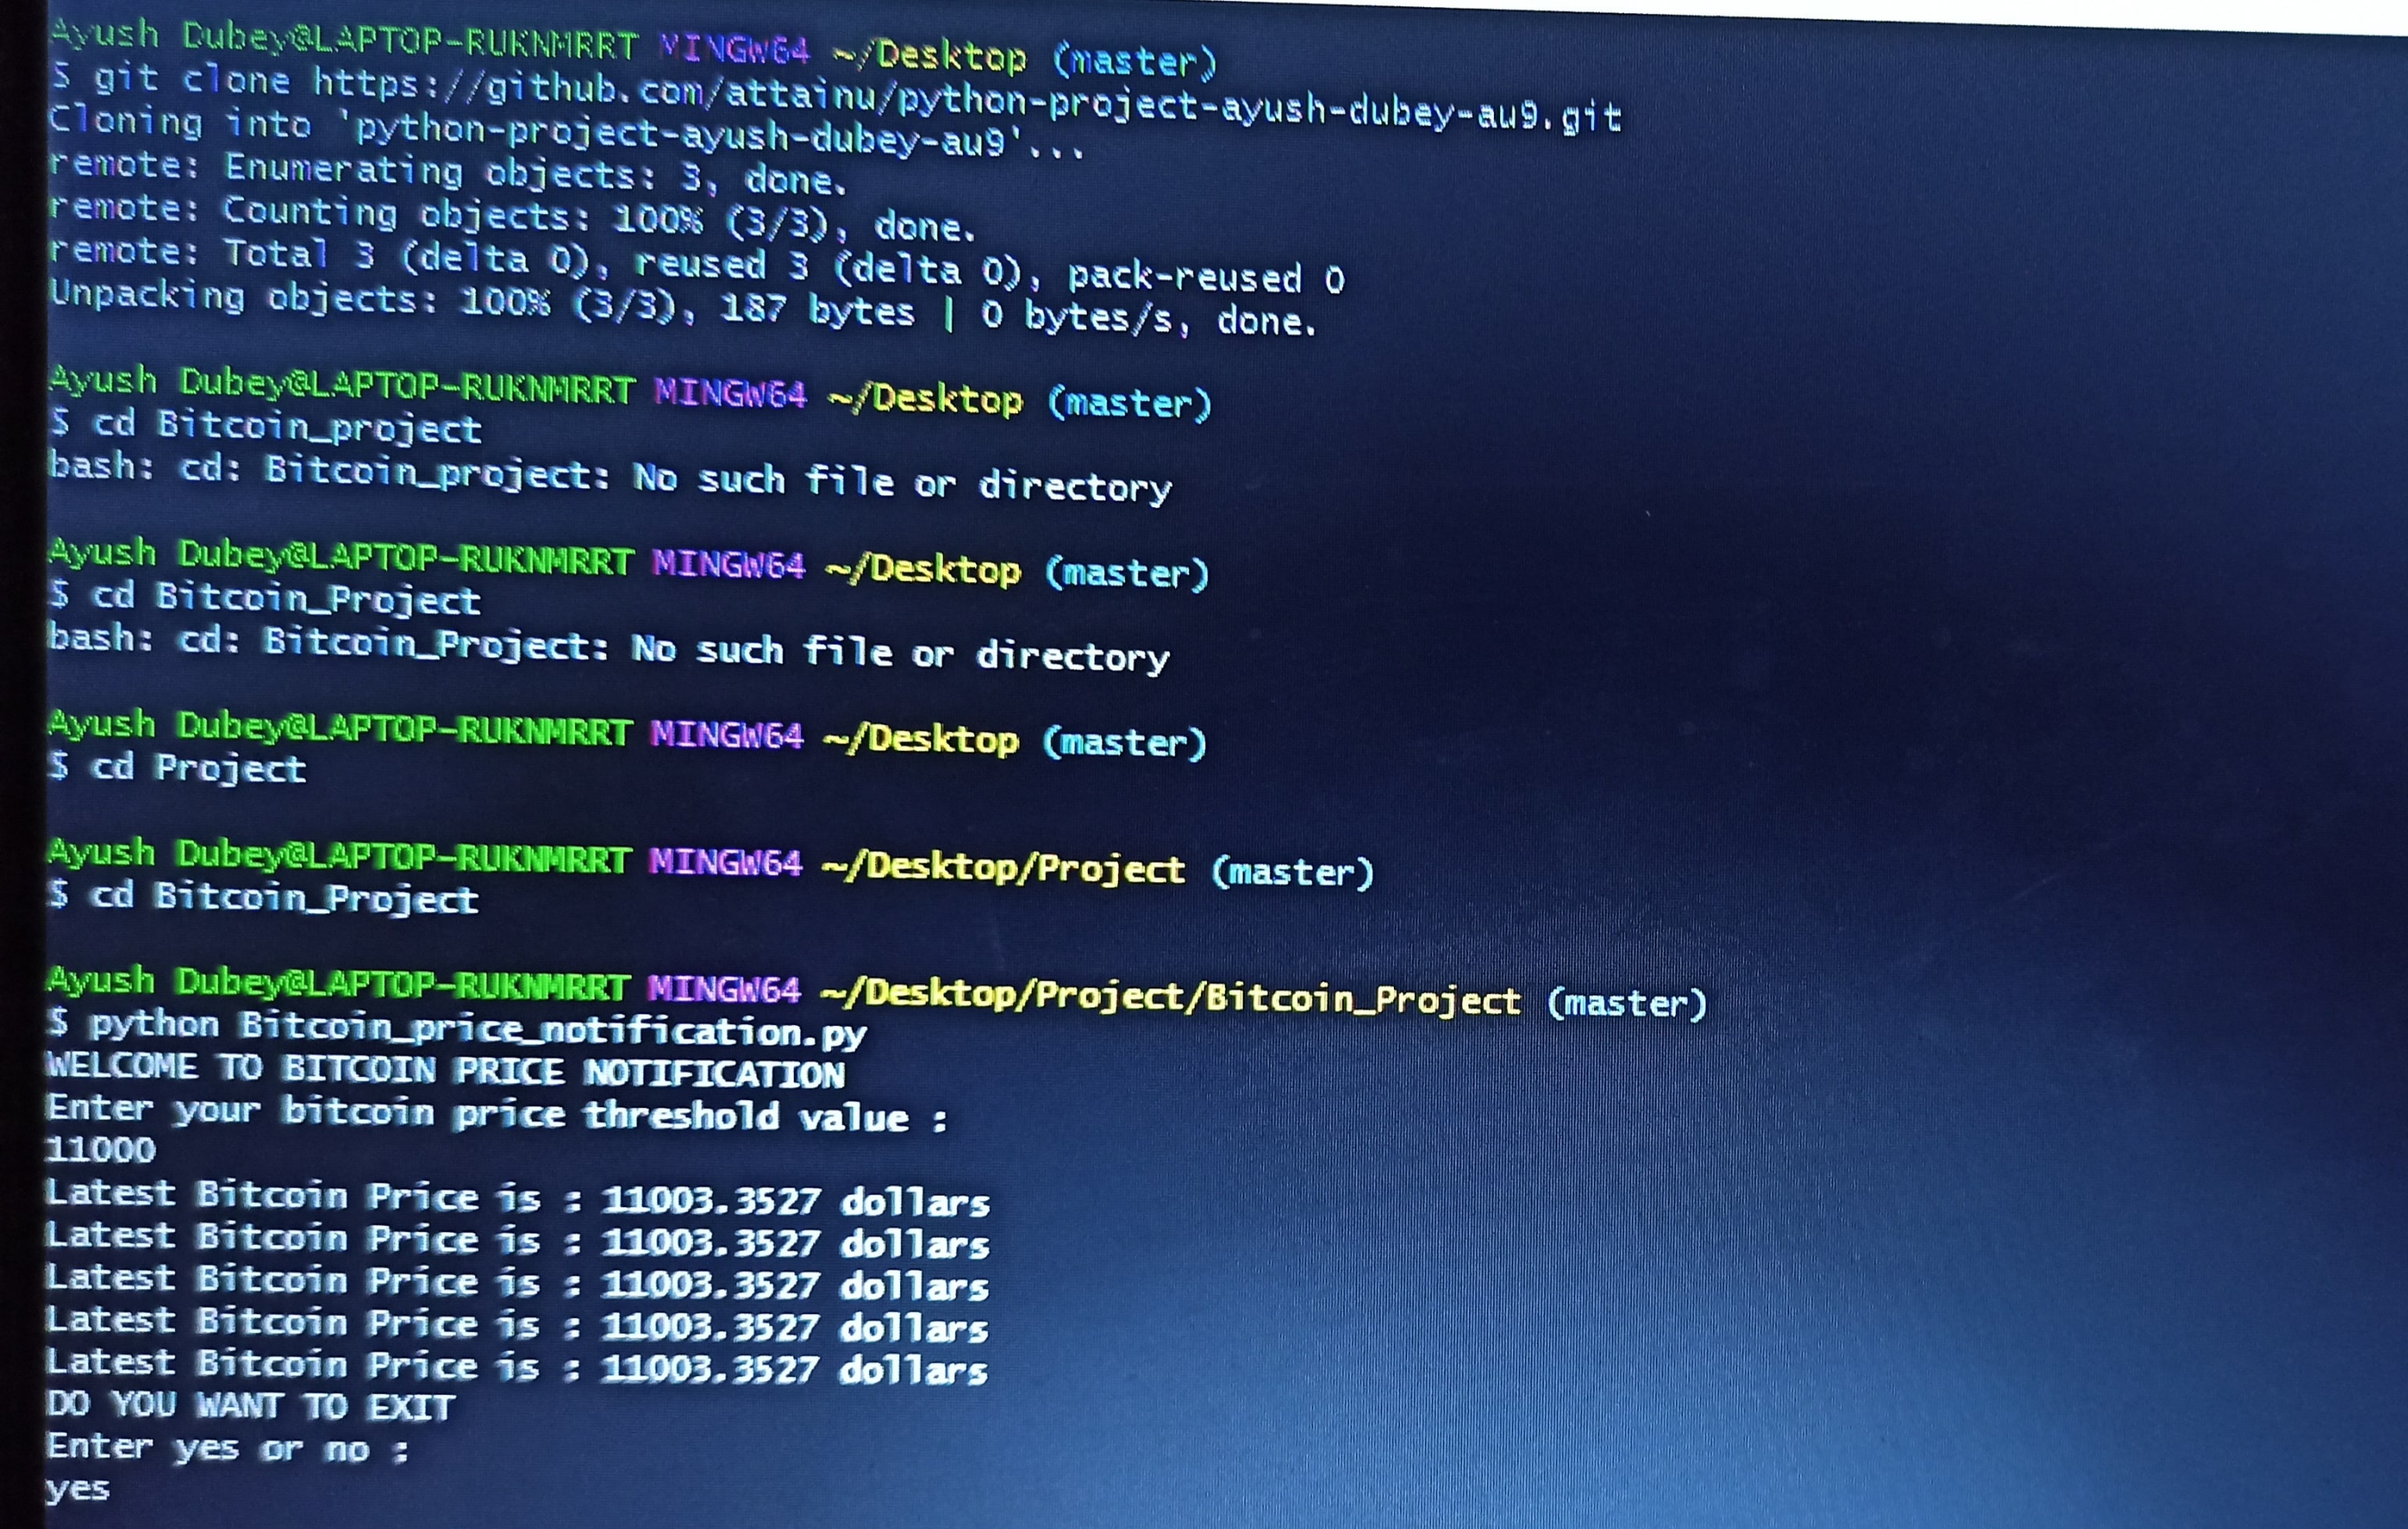 Ayush Dubey@LAPTOP-RUKNMRRT MINGW64 ~/Desktop (master)
$ git clone https://github.com/attainu/python-project-ayush-dubey-au9.git
Cloning into 'python-project-ayush-dubey-au9'...
remote: Enumerating objects: 3, done.
remote: Counting objects: 100% (3/3), done.
remote: Total 3 (delta 0), reused 3 (delta 0), pack-reused 0
Unpacking objects: 100% (3/3), 187 bytes | 0 bytes/s, done.
Ayush Dubey@LAPTOP-RUKNMRRT MINGW64 ~/Desktop (master)
$ cd Bitcoin_project
bash: cd: Bitcoin_project: No such file or directory
Ayush Dubey@LAPTOP-RUKNMRRT MINGW64 ~/Desktop (master)
$ cd Bitcoin_Project
bash: cd: Bitcoin_Project: No such file or directory
Ayush Dubey@LAPTOP-RUKNMRRT MINGW64 ~/Desktop (master)
$ cd Project
Ayush Dubey@LAPTOP-RUKNMRRT MINGW64 ~/Desktop/Project (master)
$ cd Bitcoin_Project
Ayush Dubey@LAPTOP-RUKNMRRT MINGW64 ~/Desktop/Project/Bitcoin_Project (master)
$ python Bitcoin_price_notification.py
WELCOME TO BITCOIN PRICE NOTIFICATION
Enter your bitcoin price threshold value :
11000
Latest Bitcoin Price is : 11003.3527 dollars
Latest Bitcoin Price is : 11003.3527 dollars
Latest Bitcoin Price is : 11003.3527 dollars
Latest Bitcoin Price is : 11003.3527 dollars
Latest Bitcoin Price is : 11003.3527 dollars
DO YOU WANT TO EXIT
Enter yes or no :
yes